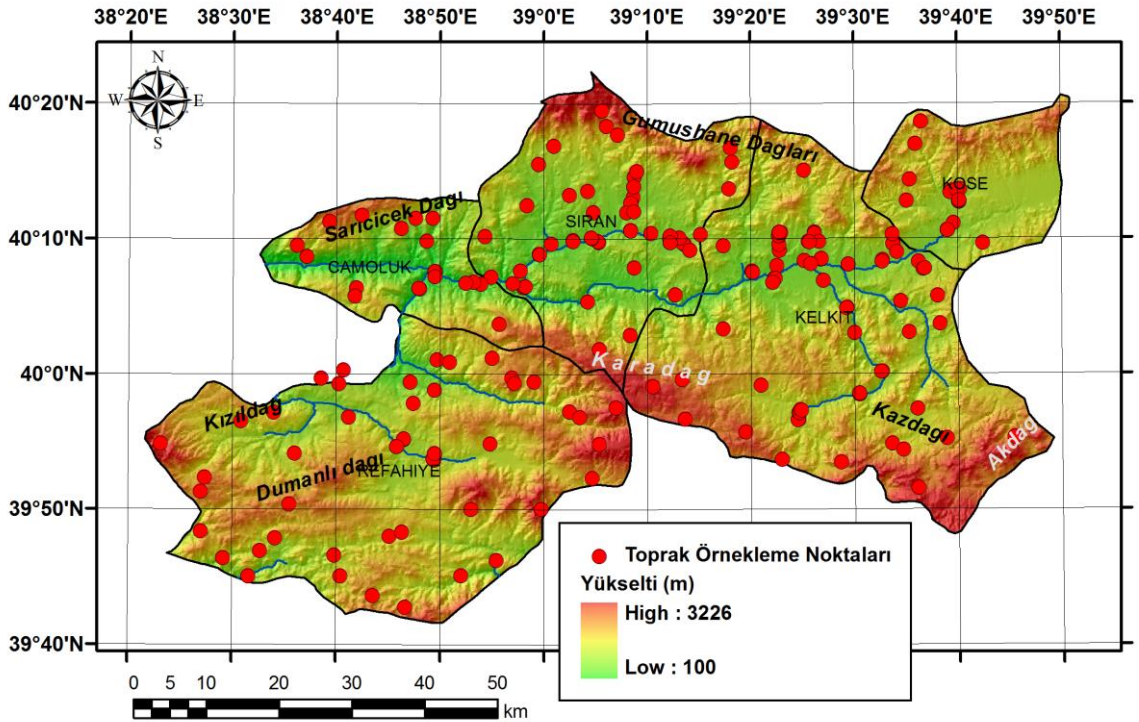 38°20'E 38°30'E 38°40'E 38°50'E 39°0'E 39°10'E 39°20'E 39°30'E 39°40'E 39°50'E
N
W E
S
40°20'N
40°10'N
40°0'N
39°50'N
39°40'N
Gumushane Dagları
KOSE
Sarıcicek Dagı
SIRAN
CAMOLUK
KELKIT
Karadag
Kızıldag
Kazdagı
Akdag
Dumanlı dagı
REFAHIYE
Toprak Örnekleme Noktaları
Yükselti (m)
High : 3226
Low : 100
0 5 10 20 30 40 50
km